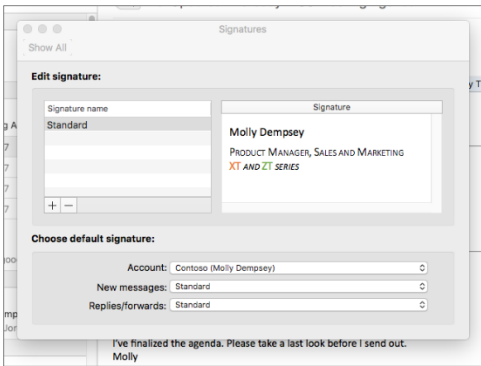 Signatures
Show All
Edit signature:
Signature name
Standard
Signature
Molly Dempsey
PRODUCT MANAGER, SALES AND MARKETING
XT AND ZT SERIES
+ −
Choose default signature:
Account: Contoso (Molly Dempsey)
New messages: Standard
Replies/forwards: Standard
I've finalized the agenda. Please take a last look before I send out.
Molly